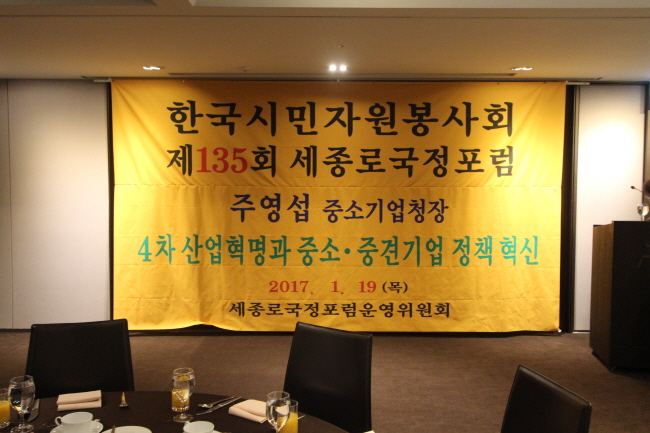 한국시민자원봉사회
제135회 세종로국정포럼
주영섭 중소기업청장
4차 산업혁명과 중소·중견기업 정책 혁신
2017. 1. 19 (목)
세종로국정포럼운영위원회